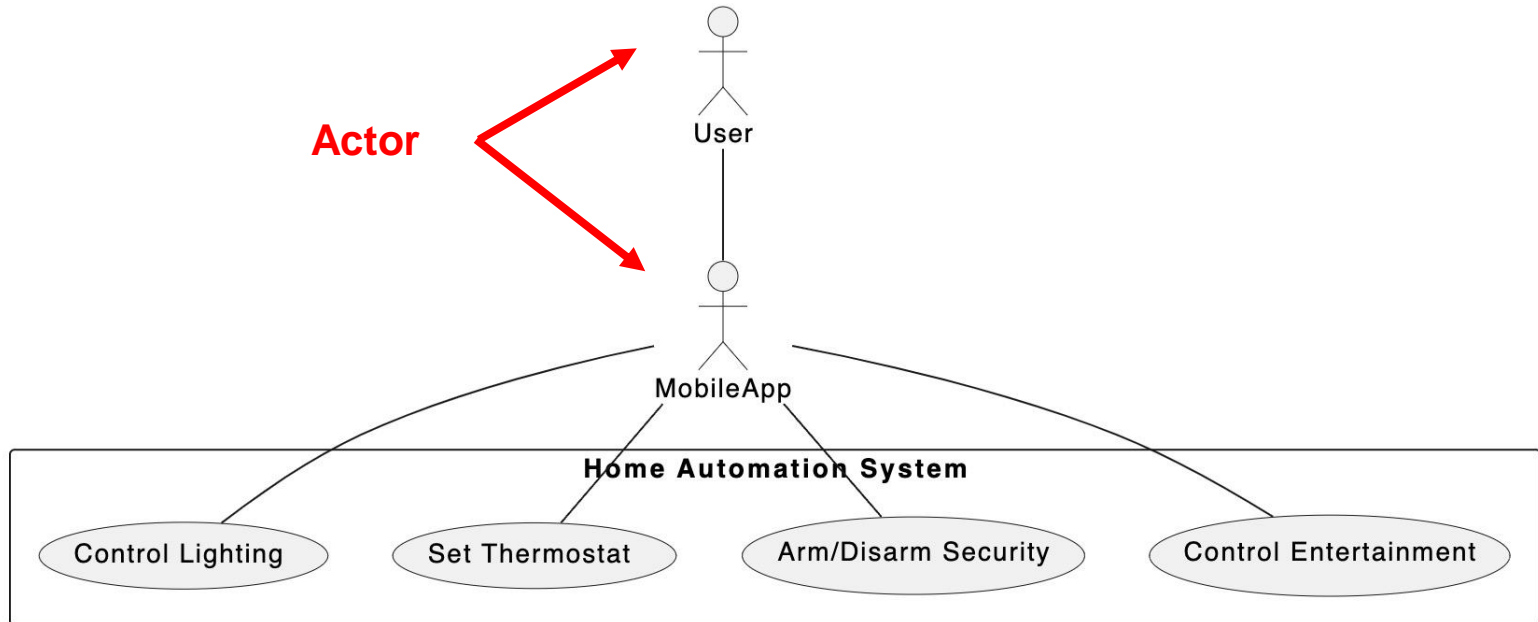 User
Actor
MobileApp
Home Automation System
Control Lighting
Set Thermostat
Arm/Disarm Security
Control Entertainment